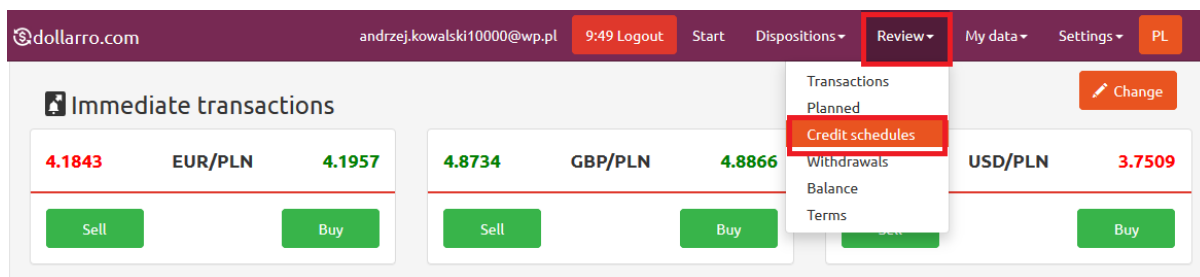 dollarro.com andrzej.kowalski10000@wp.pl 9:49 Logout Start Dispositions Review My data Settings PL
Transactions
Planned
Credit schedules
Withdrawals
Balance
Terms
Immediate transactions
Change
4.1843 EUR/PLN 4.1957
Sell Buy
4.8734 GBP/PLN 4.8866
Sell Buy
USD/PLN 3.7509
Buy